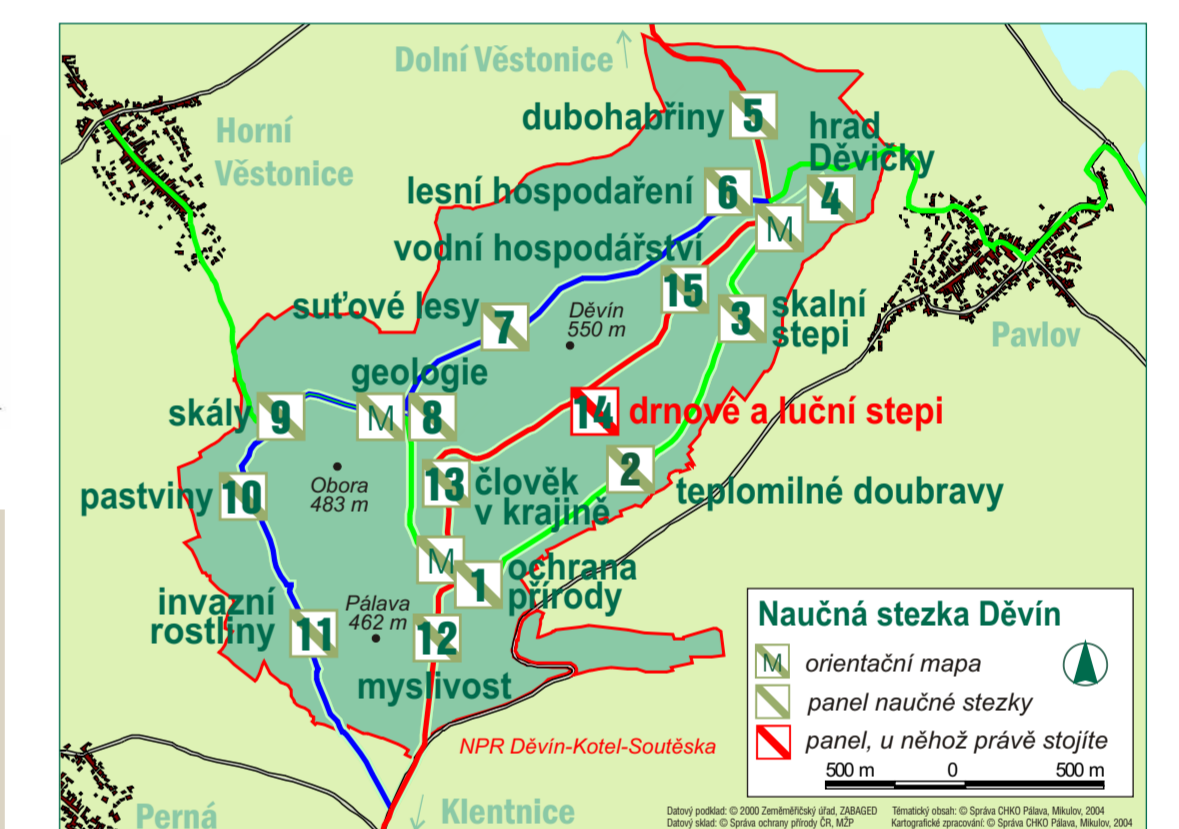 Dolní Věstonice
Horní
Věstonice
dubohabřiny
5
hrad
Děvičky
4
lesní hospodaření
6
M
vodní hospodářství
15
suťové lesy
7
Děvín
550 m
3
skalní
stepi
Pavlov
geologie
skály
9
M
8
14
drnové a luční stepi
Obora
483 m
pastviny
10
13
člověk
v krajině
2
teplomilné doubravy
M
1
ochrana
přírody
invazní
rostliny
11
Pálava
462 m
12
myslivost
NPR Děvín-Kotel-Soutěska
Perná
Klentnice
Naučná stezka Děvín
M
orientační mapa
panel naučné stezky
panel, u něhož právě stojíte
500 m 0 500 m
Datový podklad: © 2000 Zeměměřičský úřad, ZABAGED Tématický obsah: © Správa CHKO Pálava, Mikulov, 2004
Datový sklad: © Správa ochrany přírody ČR, MŽP Kartografické zpracování: © Správa CHKO Pálava, Mikulov, 2004